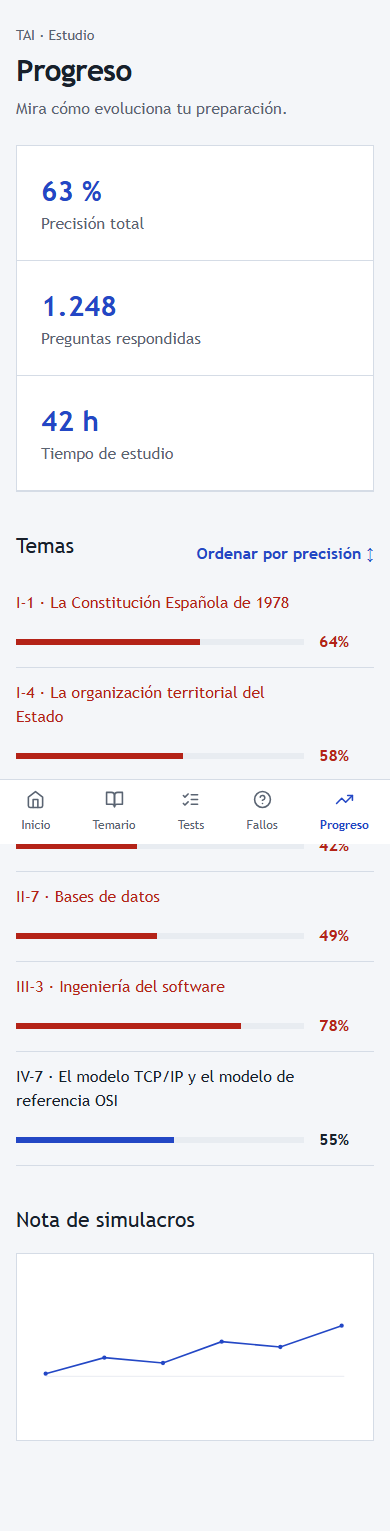 TAI · Estudio
Progreso
Mira cómo evoluciona tu preparación.
63 %
Precisión total
1.248
Preguntas respondidas
42 h
Tiempo de estudio
Temas
Ordenar por precisión ↕
I-1 · La Constitución Española de 1978
64%
I-4 · La organización territorial del
Estado
58%
Inicio
Temario
Tests
Fallos
Progreso
42%
II-7 · Bases de datos
49%
III-3 · Ingeniería del software
78%
IV-7 · El modelo TCP/IP y el modelo de
referencia OSI
55%
Nota de simulacros